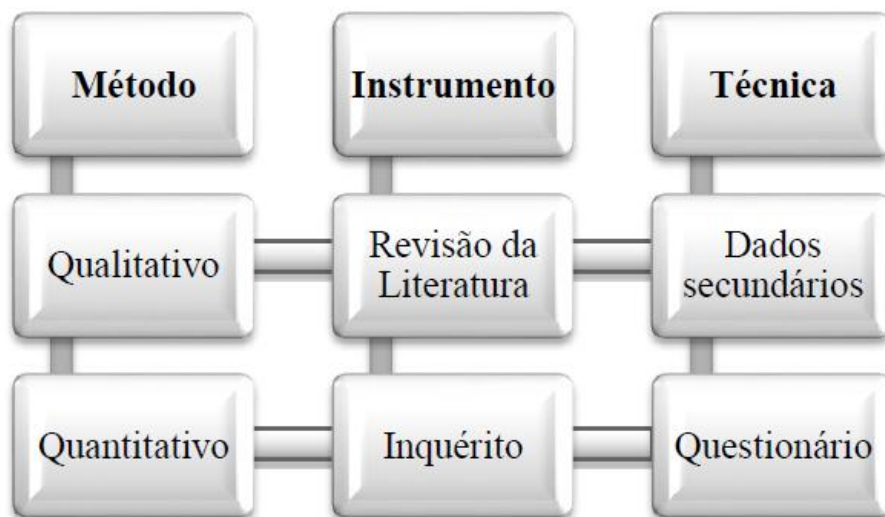 Método
Instrumento
Técnica
Qualitativo
Revisão da
Literatura
Dados
secundários
Quantitativo
Inquérito
Questionário